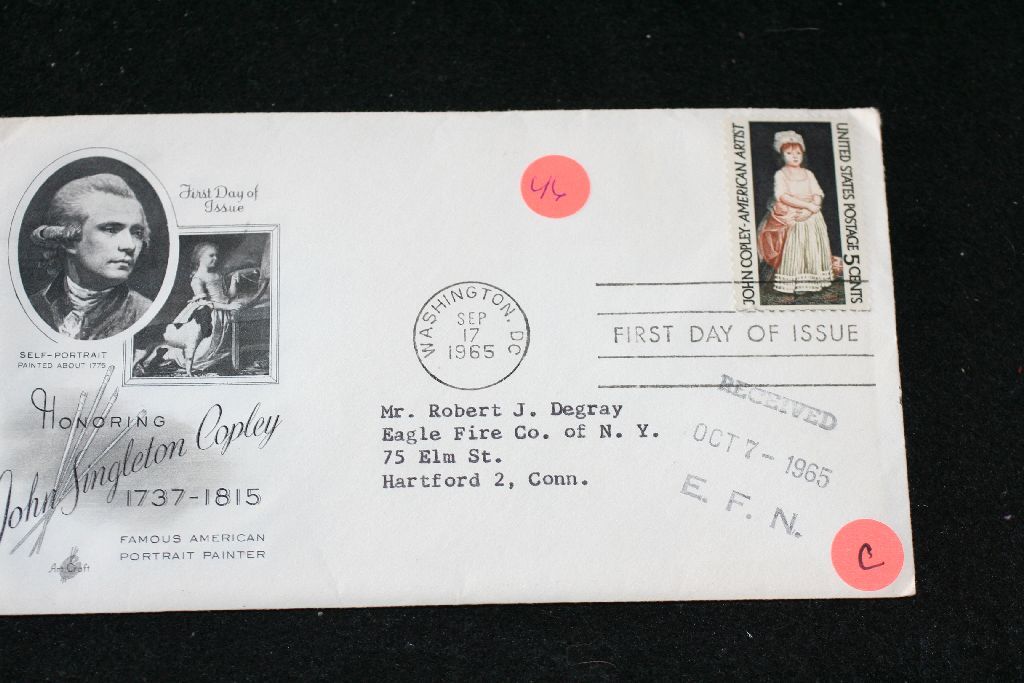 First Day of
Issue
SELF-PORTRAIT
PAINTED ABOUT 1775
HONORING
John Singleton Copley
1737-1815
FAMOUS AMERICAN
PORTRAIT PAINTER
ArtCraft
46
WASHINGTON, DC
SEP
17
1965
JOHN COPLEY-AMERICAN ARTIST
UNITED STATES POSTAGE 5 CENTS
FIRST DAY OF ISSUE
Mr. Robert J. Degray
Eagle Fire Co. of N. Y.
75 Elm St.
Hartford 2, Conn.
RECEIVED
OCT 7- 1965
E. F. N.
C